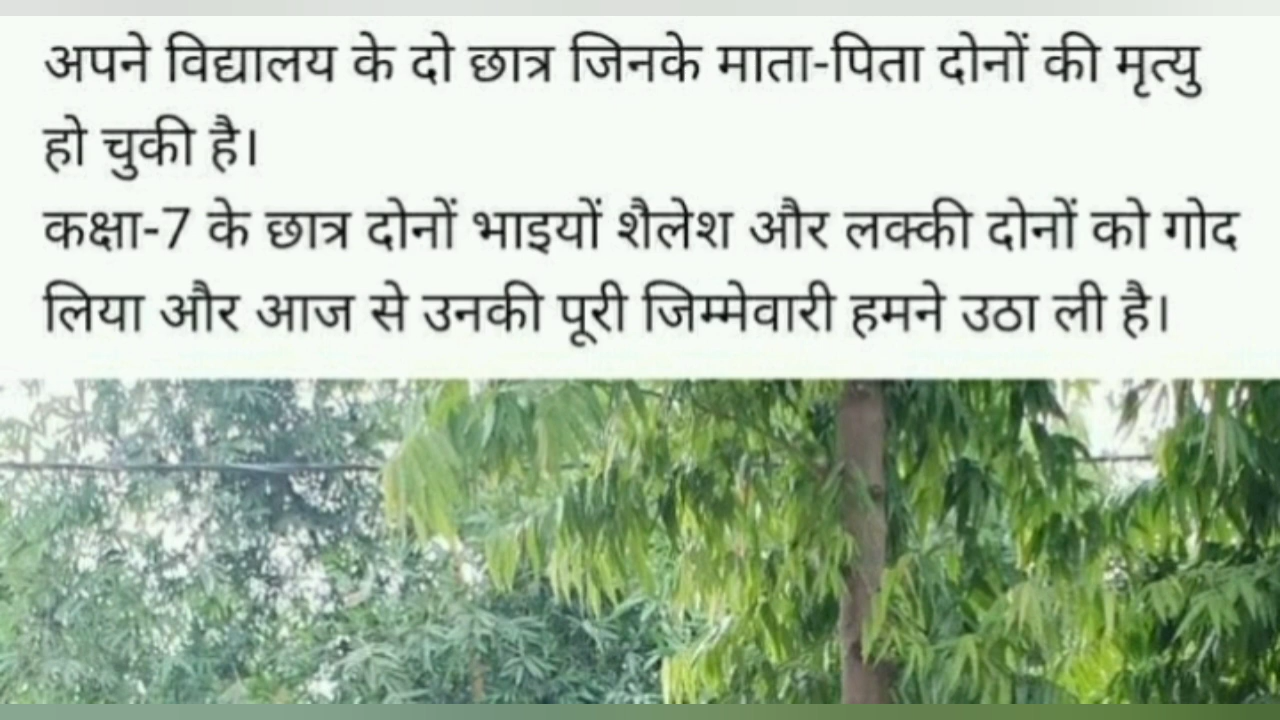 अपने विद्यालय के दो छात्र जिनके माता-पिता दोनों की मृत्यु
हो चुकी है।
कक्षा-7 के छात्र दोनों भाइयों शैलेश और लक्की दोनों को गोद
लिया और आज से उनकी पूरी जिम्मेवारी हमने उठा ली है।